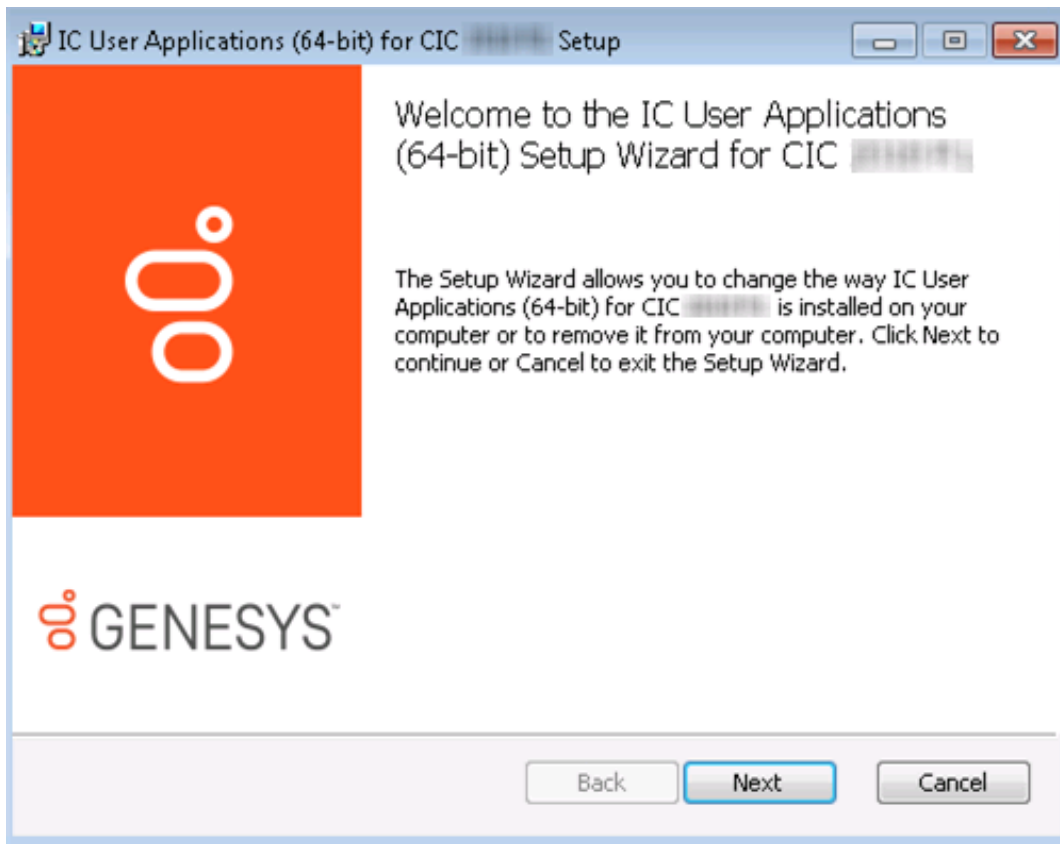 IC User Applications (64-bit) for CIC Setup
Welcome to the IC User Applications
(64-bit) Setup Wizard for CIC
The Setup Wizard allows you to change the way IC User
Applications (64-bit) for CIC is installed on your
computer or to remove it from your computer. Click Next to
continue or Cancel to exit the Setup Wizard.
GENESYS™
Back
Next
Cancel